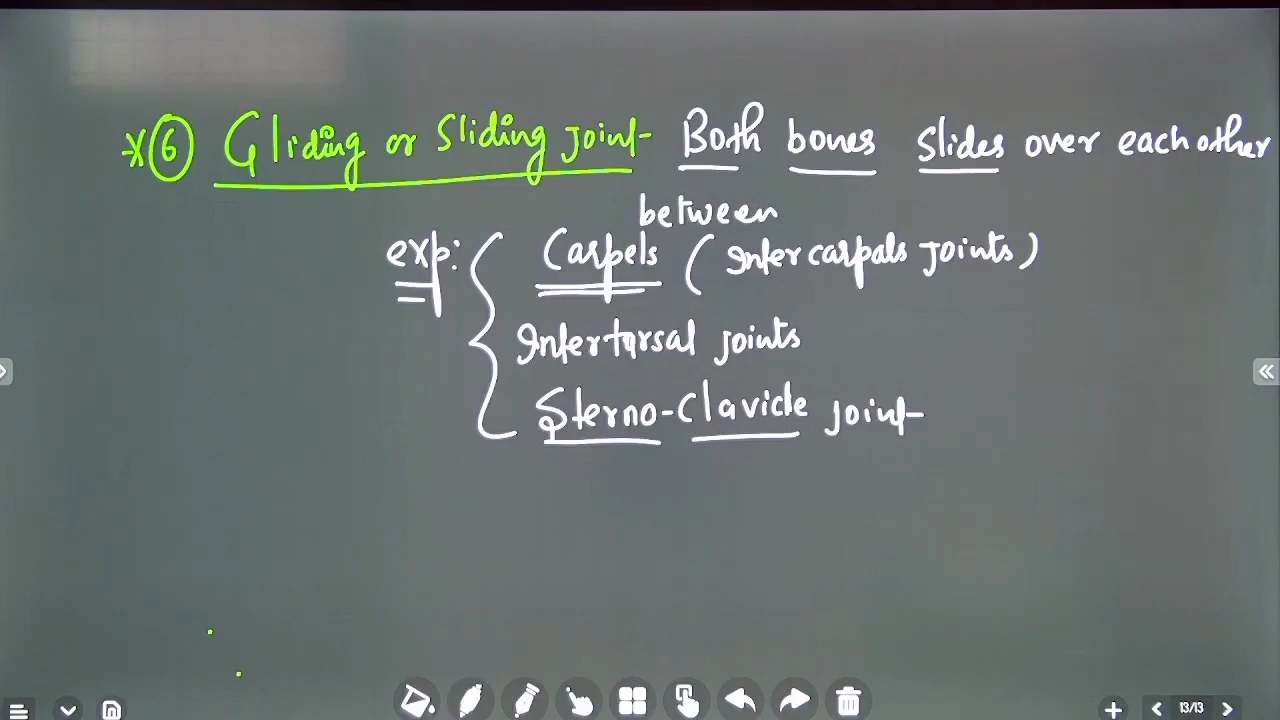 *⑥ Gliding or Sliding joint- Both bones slides over each other
between
exp: { Carpels (Intercarpals joints)
Intertarsal joints
Sterno-Clavicle joint
13/13